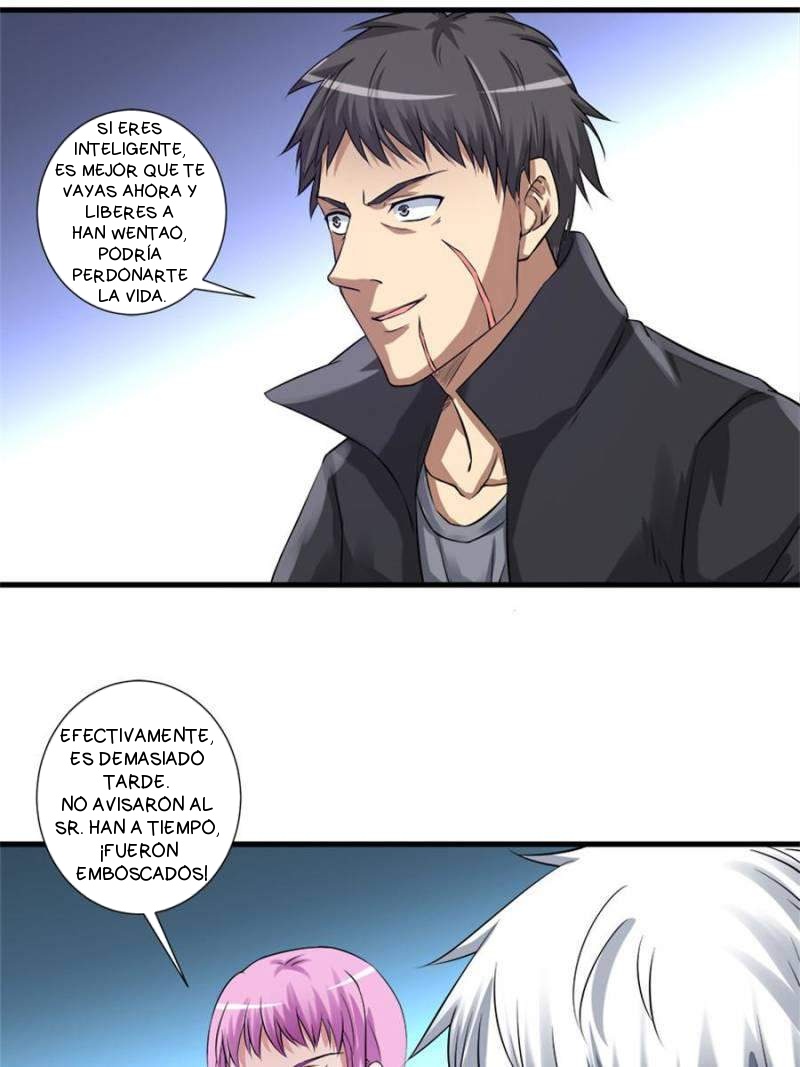 SI ERES
INTELIGENTE,
ES MEJOR QUE TE
VAYAS AHORA Y
LIBERES A
HAN WENTAO,
PODRÍA
PERDONARTE
LA VIDA.
EFECTIVAMENTE,
ES DEMASIADO
TARDE.
NO AVISARON AL
SR. HAN A TIEMPO,
¡FUERON
EMBOSCADOS!